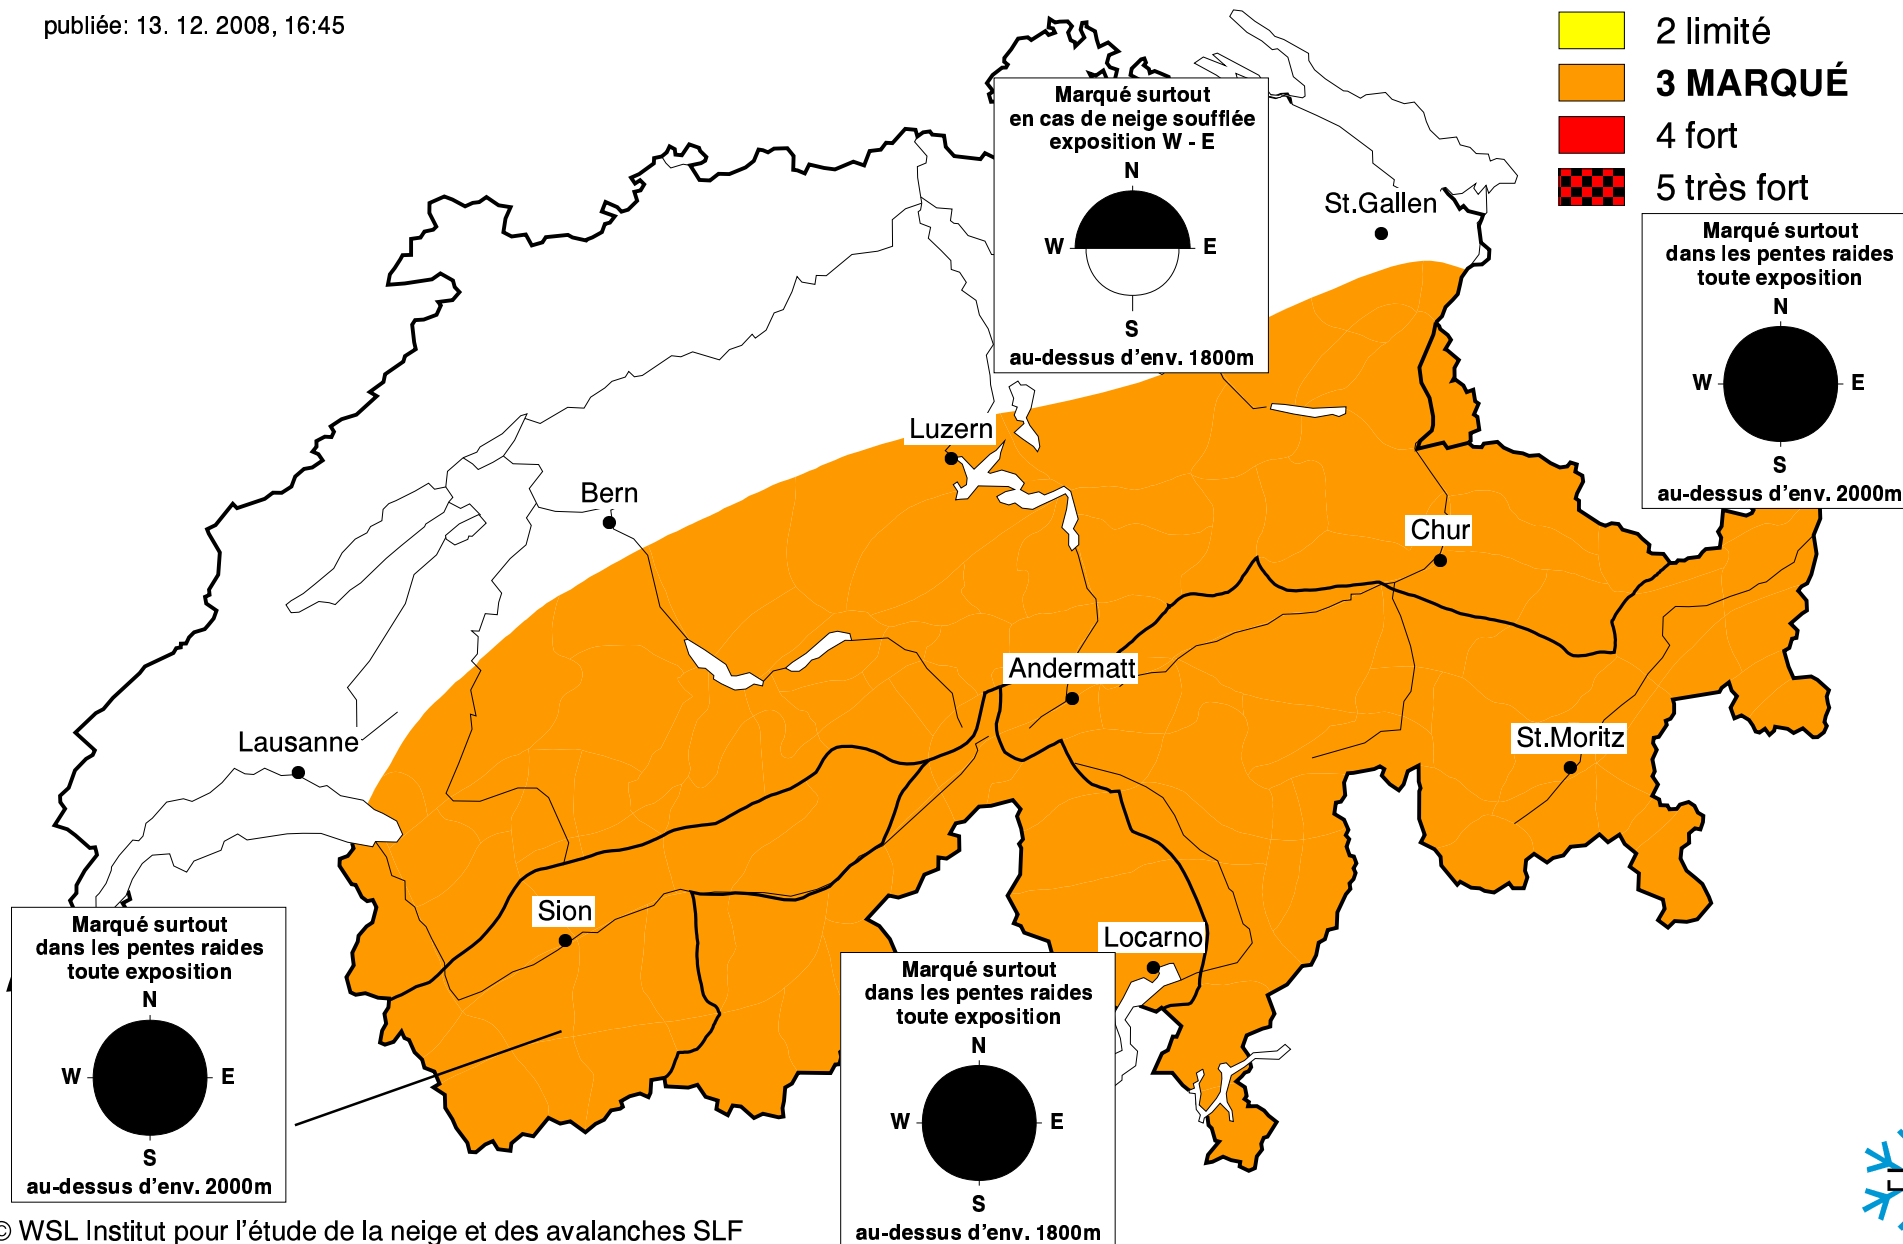 publiée: 13. 12. 2008, 16:45
2 limité
3 MARQUÉ
4 fort
5 très fort
Marqué surtout
en cas de neige soufflée
exposition W - E
N
W E
S
au-dessus d'env. 1800m
St.Gallen
Marqué surtout
dans les pentes raides
toute exposition
N
W E
S
au-dessus d'env. 2000m
Luzern
Bern
Chur
Andermatt
St.Moritz
Lausanne
Sion
Locarno
Marqué surtout
dans les pentes raides
toute exposition
N
W E
S
au-dessus d'env. 2000m
Marqué surtout
dans les pentes raides
toute exposition
N
W E
S
au-dessus d'env. 1800m
© WSL Institut pour l'étude de la neige et des avalanches SLF